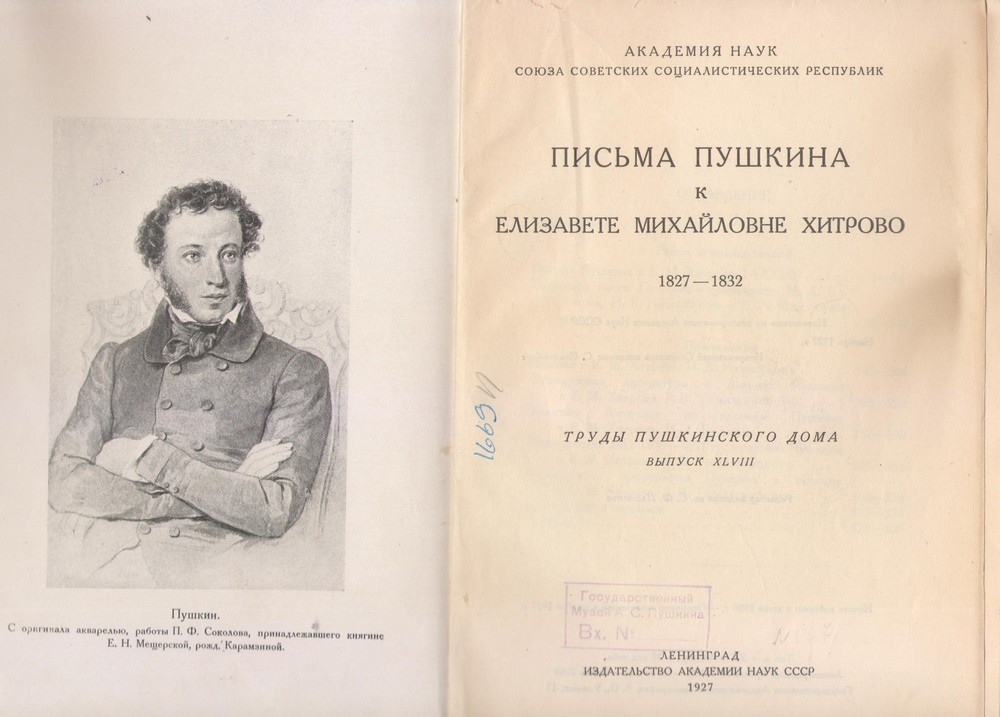 Пушкин.
С оригинала акварелью, работы П. Ф. Соколова, принадлежавшего княгине
Е. Н. Мещерской, рожд. Карамзиной.
АКАДЕМИЯ НАУК
СОЮЗА СОВЕТСКИХ СОЦИАЛИСТИЧЕСКИХ РЕСПУБЛИК
ПИСЬМА ПУШКИНА
К
ЕЛИЗАВЕТЕ МИХАЙЛОВНЕ ХИТРОВО
1827—1832
1669 П
ТРУДЫ ПУШКИНСКОГО ДОМА
ВЫПУСК XLVIII
Государственный
Музей А. С. Пушкина
Вх. №
ЛЕНИНГРАД
ИЗДАТЕЛЬСТВО АКАДЕМИИ НАУК СССР
1927